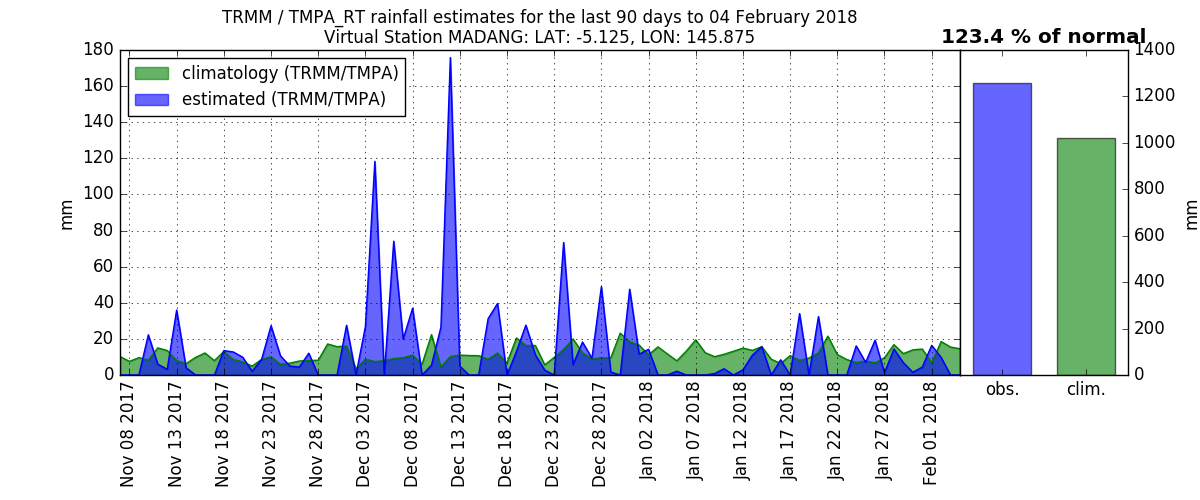 TRMM / TMPA_RT rainfall estimates for the last 90 days to 04 February 2018
Virtual Station MADANG: LAT: -5.125, LON: 145.875
123.4 % of normal
climatology (TRMM/TMPA)
estimated (TRMM/TMPA)
180
160
140
120
100
80
60
40
20
0
mm
Nov 08 2017
Nov 13 2017
Nov 18 2017
Nov 23 2017
Nov 28 2017
Dec 03 2017
Dec 08 2017
Dec 13 2017
Dec 18 2017
Dec 23 2017
Dec 28 2017
Jan 02 2018
Jan 07 2018
Jan 12 2018
Jan 17 2018
Jan 22 2018
Jan 27 2018
Feb 01 2018
obs.
clim.
1400
1200
1000
800
600
400
200
0
mm